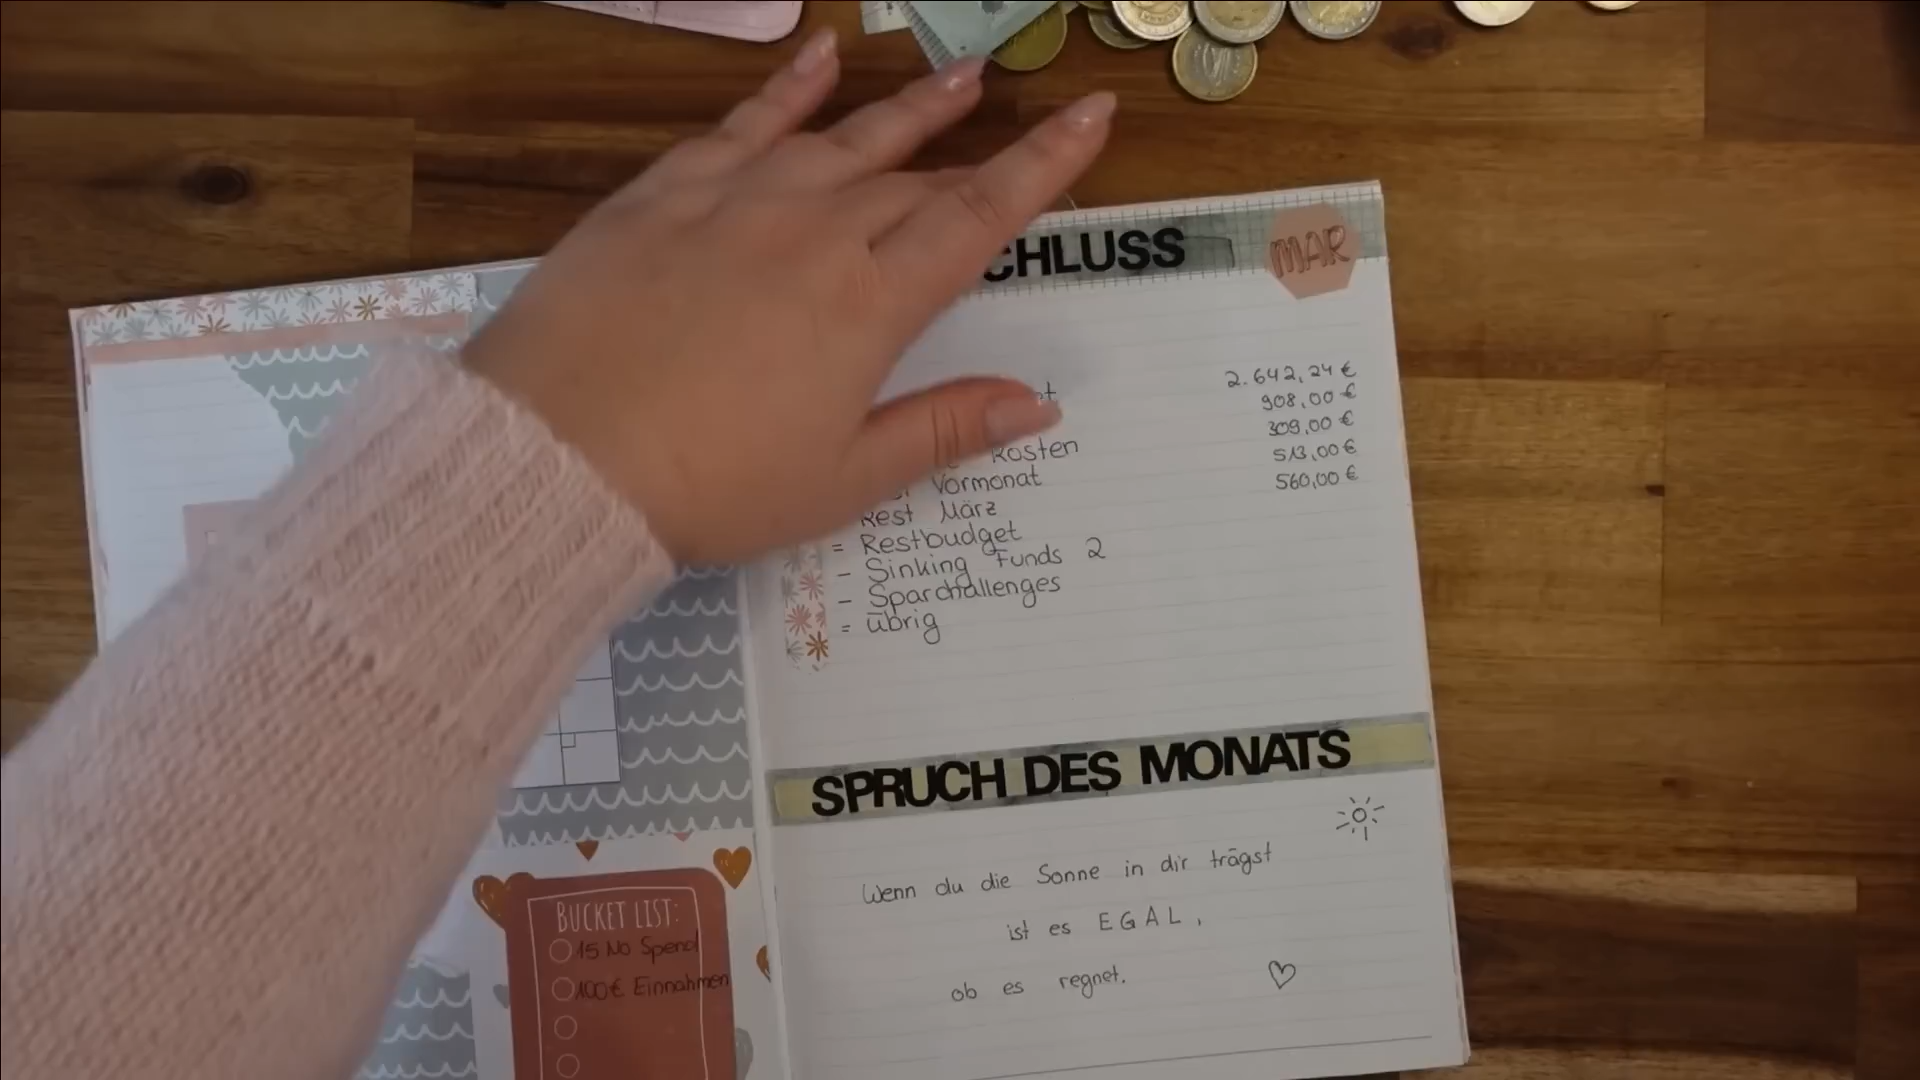 CHLUSS
MAR
2.642,24 €
908,00 €
309,00 €
kosten 513,00 €
Vormonat 560,00 €
Rest März
= Restbudget
- Sinking Funds 2
- Sparchallenges
= übrig
SPRUCH DES MONATS
Wenn du die Sonne in dir trägst
ist es EGAL,
ob es regnet.
BUCKET LIST:
15 No Spend
100€ Einnahmen